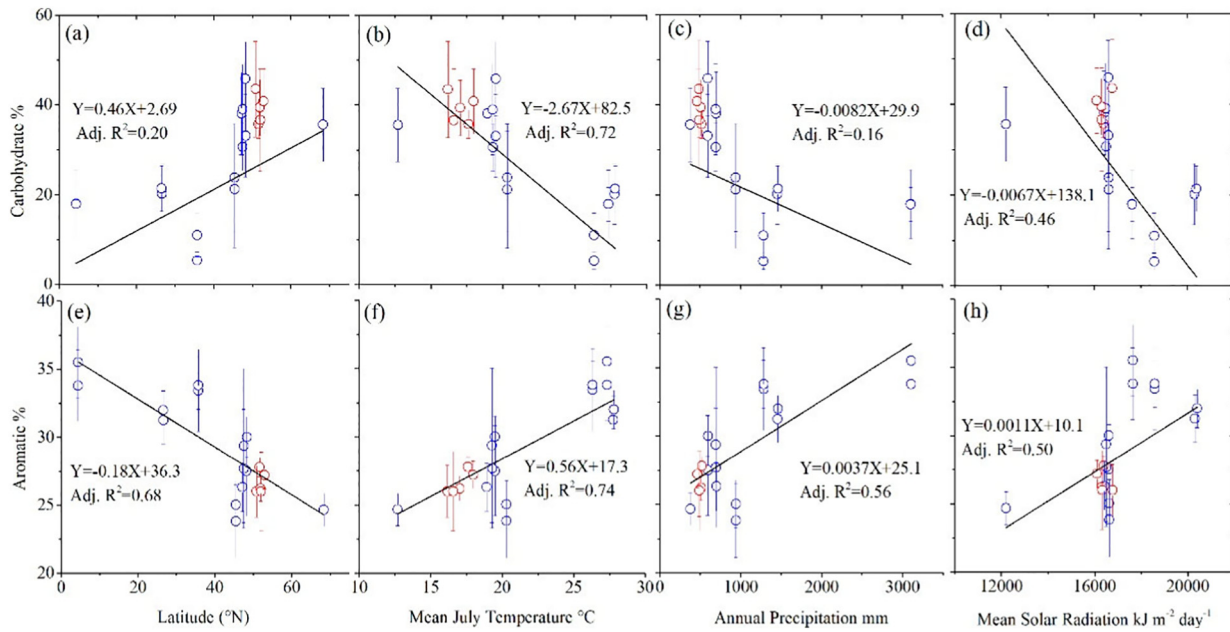 (a) (b) (c) (d)
60
40
20
0
Carbohydrate %
Y=0.46X+2.69
Adj. R²=0.20
Y=-2.67X+82.5
Adj. R²=0.72
Y=-0.0082X+29.9
Adj. R²=0.16
Y=-0.0067X+138.1
Adj. R²=0.46
(e) (f) (g) (h)
40
35
30
25
20
Aromatic %
Y=-0.18X+36.3
Adj. R²=0.68
Y=0.56X+17.3
Adj. R²=0.74
Y=0.0037X+25.1
Adj. R²=0.56
Y=0.0011X+10.1
Adj. R²=0.50
0 20 40 60 10 15 20 25 30 0 1000 2000 3000 12000 16000 20000
Latitude (°N) Mean July Temperature °C Annual Precipitation mm Mean Solar Radiation kJ m⁻² day⁻¹